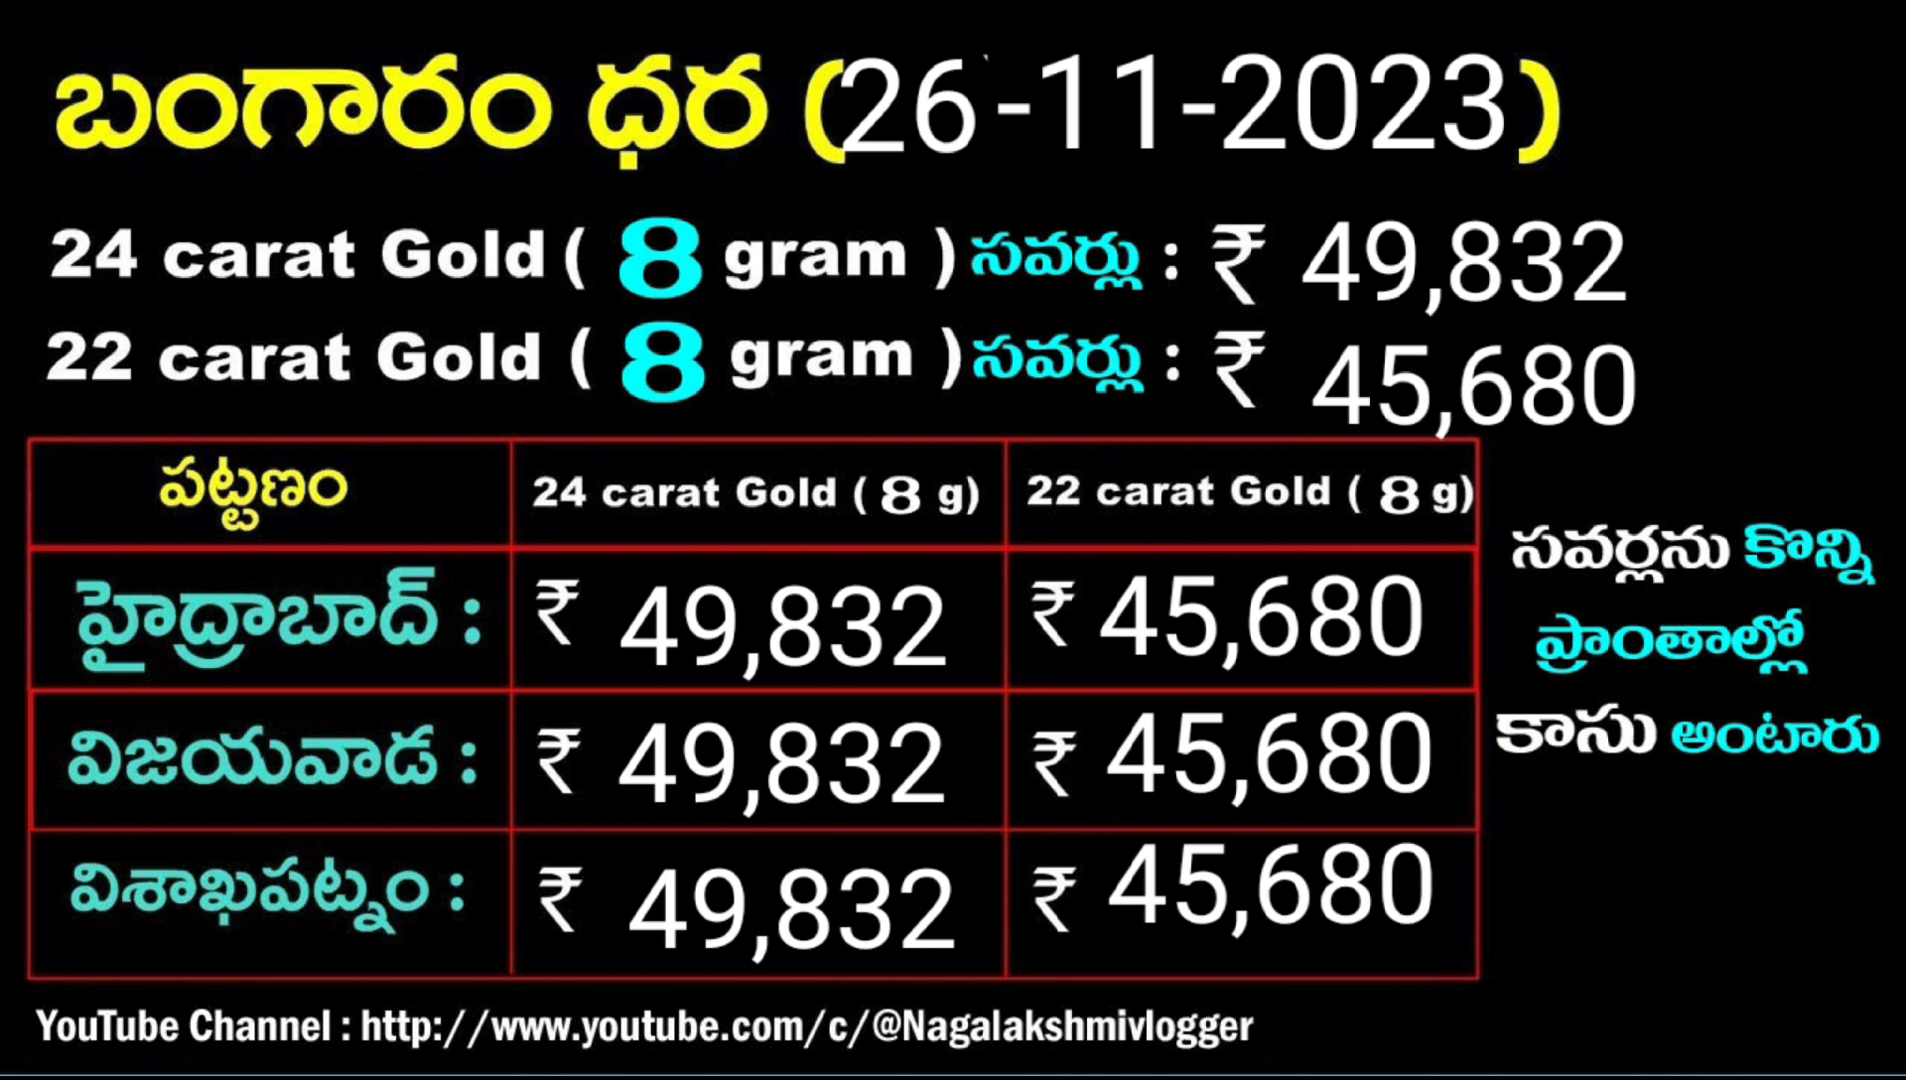 బంగారం ధర (26-11-2023)
24 carat Gold ( 8 gram ) సవర్లు : ₹ 49,832
22 carat Gold ( 8 gram ) సవర్లు : ₹ 45,680
పట్టణం 24 carat Gold ( 8 g) 22 carat Gold ( 8 g)
హైద్రాబాద్ : ₹ 49,832 ₹ 45,680
విజయవాడ : ₹ 49,832 ₹ 45,680
విశాఖపట్నం : ₹ 49,832 ₹ 45,680
సవర్లను కొన్ని
ప్రాంతాల్లో
కాసు అంటారు
YouTube Channel : http://www.youtube.com/c/@Nagalakshmivlogger